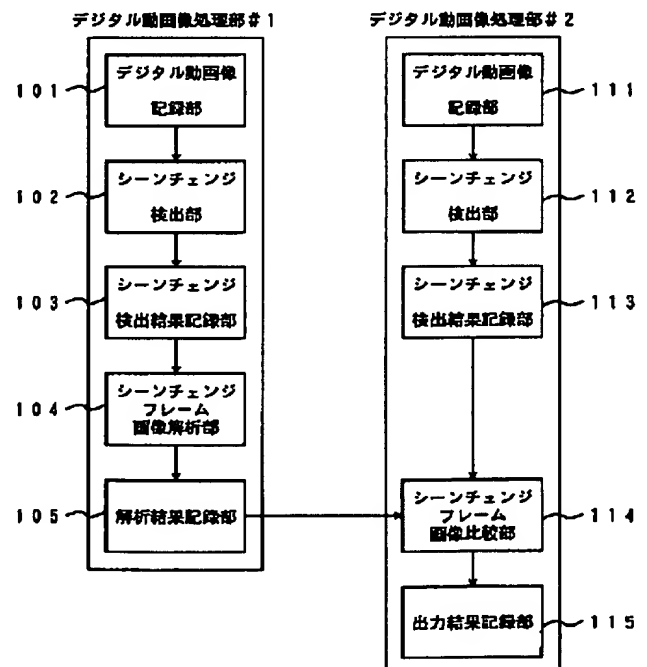 デジタル動画像処理部#1
101
デジタル動画像
記録部
102
シーンチェンジ
検出部
103
シーンチェンジ
検出結果記録部
104
シーンチェンジ
フレーム
画像解析部
105
解析結果記録部
デジタル動画像処理部#2
デジタル動画像
記録部
111
シーンチェンジ
検出部
112
シーンチェンジ
検出結果記録部
113
シーンチェンジ
フレーム
画像比較部
114
出力結果記録部
115